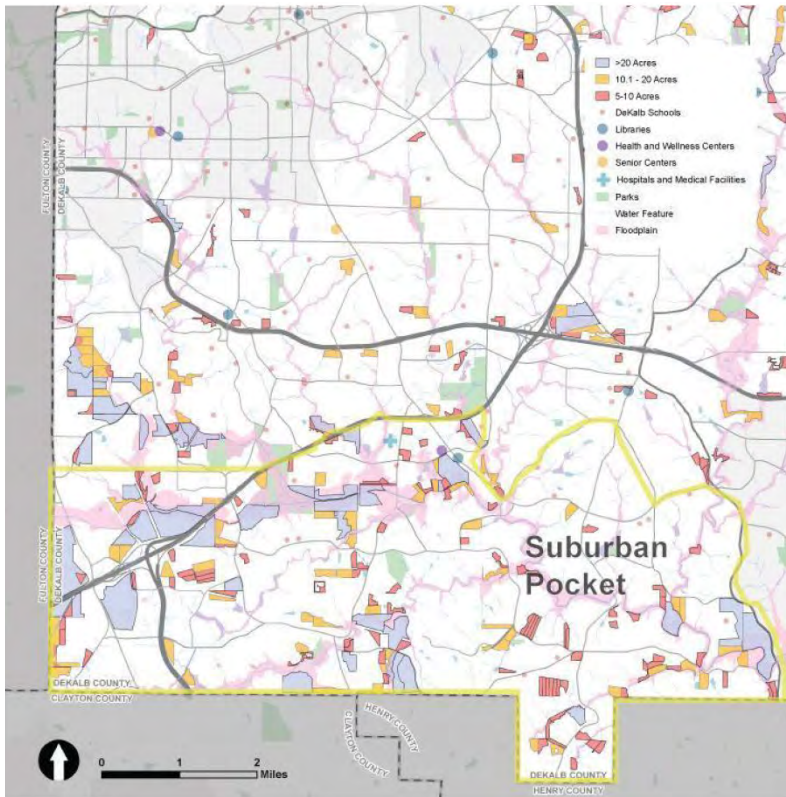 >20 Acres
10.1 - 20 Acres
5-10 Acres
DeKalb Schools
Libraries
Health and Wellness Centers
Senior Centers
Hospitals and Medical Facilities
Parks
Water Feature
Floodplain
FULTON COUNTY
DEKALB COUNTY
Suburban
Pocket
FULTON COUNTY
DEKALB COUNTY
DEKALB COUNTY
CLAYTON COUNTY
HENRY COUNTY
CLAYTON COUNTY
DEKALB COUNTY
HENRY COUNTY
0 1 2
Miles